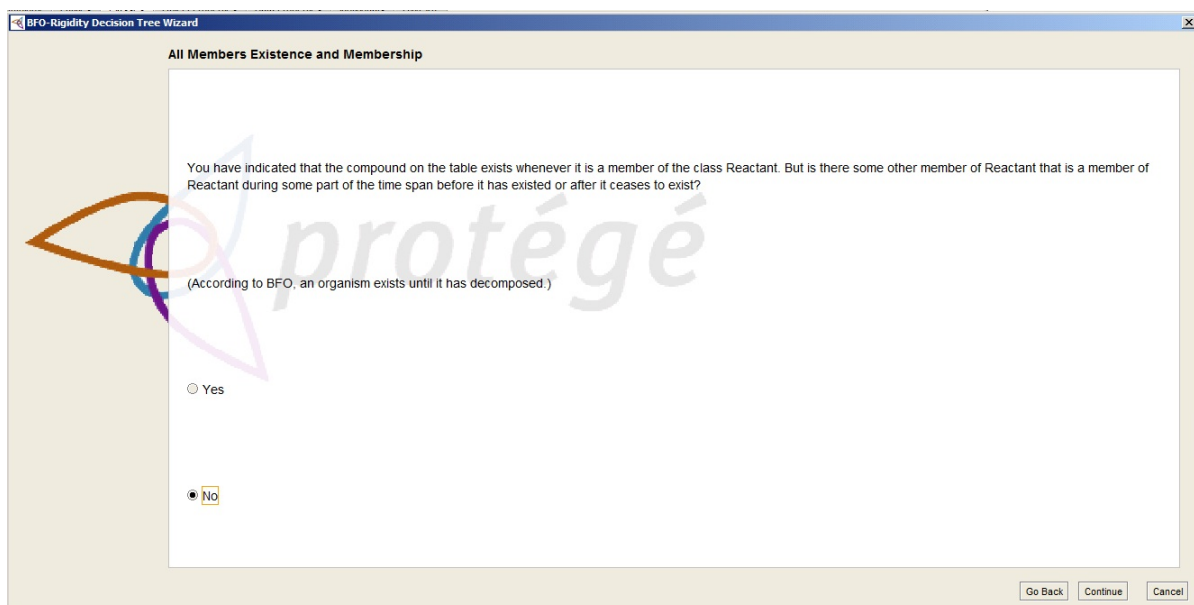 BFO-Rigidity Decision Tree Wizard
All Members Existence and Membership
You have indicated that the compound on the table exists whenever it is a member of the class Reactant. But is there some other member of Reactant that is a member of
Reactant during some part of the time span before it has existed or after it ceases to exist?
protégé
(According to BFO, an organism exists until it has decomposed.)
Yes
No
Go Back Continue Cancel